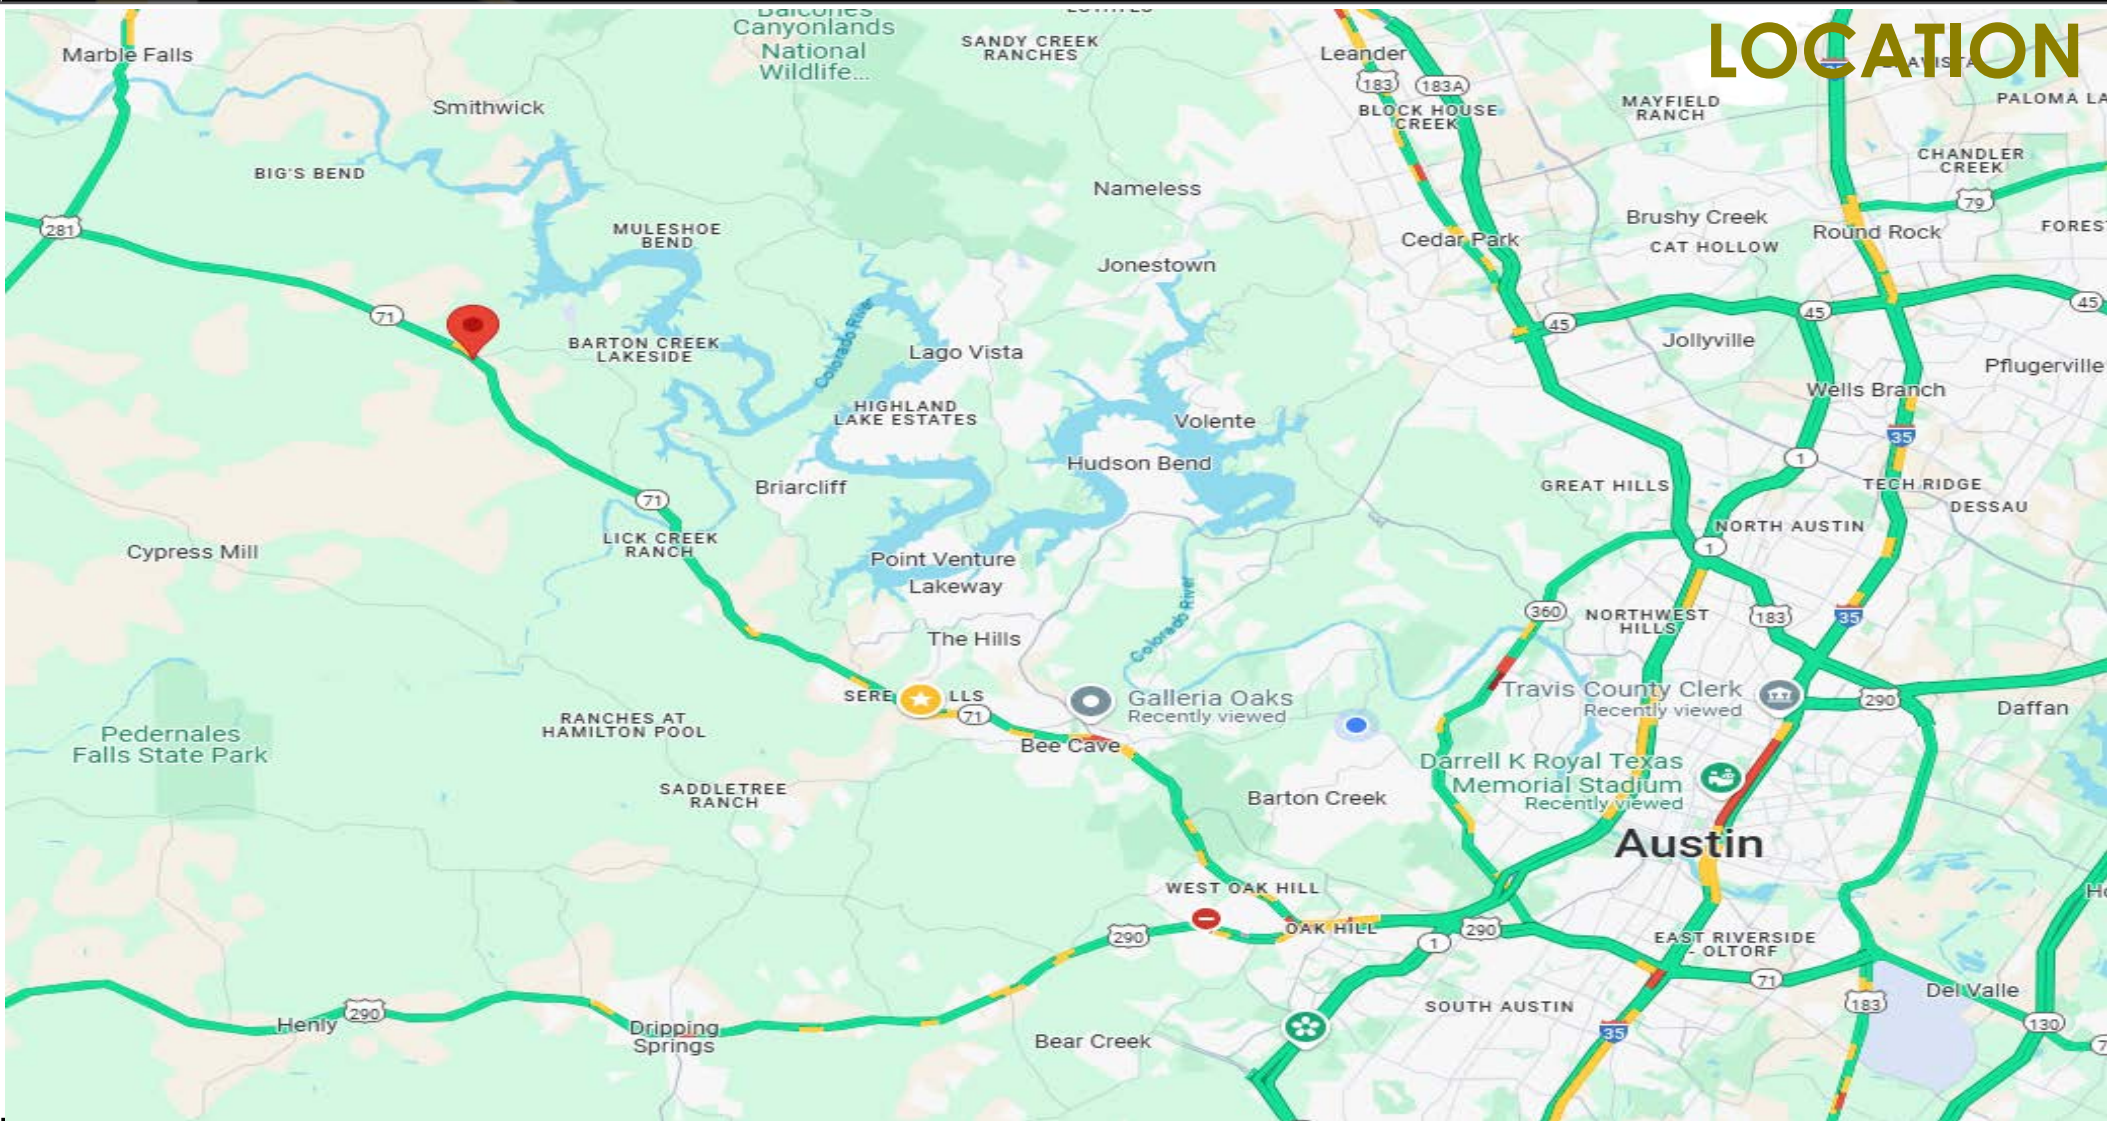 LOCATION
Balcones
Canyonlands
National
Wildlife...
SANDY CREEK
RANCHES
Leander
183
183A
BLOCK HOUSE
CREEK
MAYFIELD
RANCH
PALOMA LA
CHANDLER
CREEK
Marble Falls
Smithwick
BIG'S BEND
281
MULESHOE
BEND
Nameless
Jonestown
Cedar Park
Brushy Creek
CAT HOLLOW
Round Rock
79
FORES
71
BARTON CREEK
LAKESIDE
Colorado River
Lago Vista
45
45
45
Jollyville
Pflugerville
Wells Branch
HIGHLAND
LAKE ESTATES
Volente
35
Hudson Bend
1
Briarcliff
GREAT HILLS
TECH RIDGE
DESSAU
71
NORTH AUSTIN
LICK CREEK
RANCH
1
Cypress Mill
Point Venture
Lakeway
Colorado River
360
NORTHWEST
HILLS
183
35
The Hills
SERE
LLS
71
Galleria Oaks
Recently viewed
Travis County Clerk
Recently viewed
290
Daffan
Pedernales
Falls State Park
RANCHES AT
HAMILTON POOL
Bee Cave
Darrell K Royal Texas
Memorial Stadium
Recently viewed
SADDLETREE
RANCH
Barton Creek
Austin
WEST OAK HILL
OAK HILL
290
290
1
EAST RIVERSIDE
- OLTORF
71
Del Valle
183
130
7
SOUTH AUSTIN
35
Henly
290
Dripping
Springs
Bear Creek